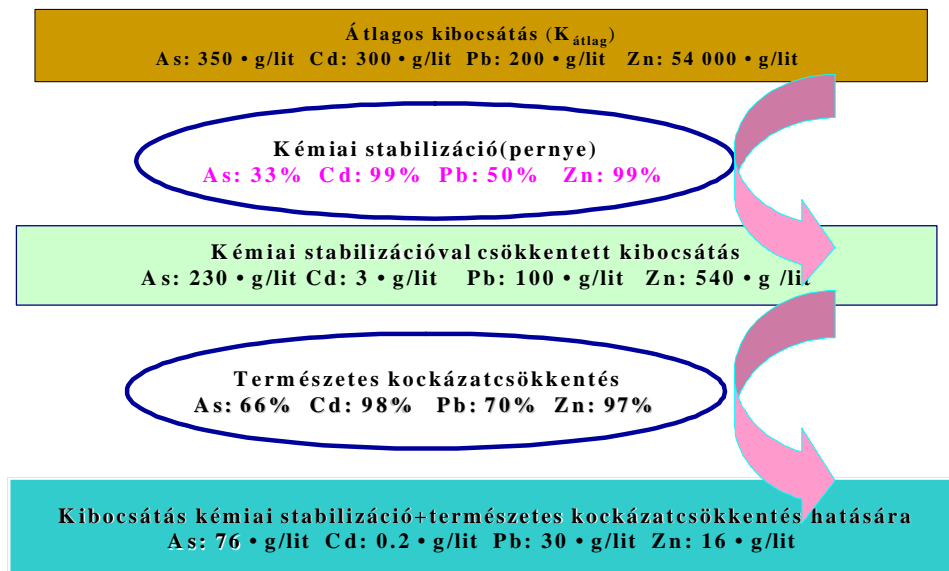 Átlagos kibocsátás (K átlag)
As: 350 • g/lit Cd: 300 • g/lit Pb: 200 • g/lit Zn: 54 000 • g/lit
Kémiai stabilizáció(pernye)
As: 33% Cd: 99% Pb: 50% Zn: 99%
Kémiai stabilizációval csökkentett kibocsátás
As: 230 • g/lit Cd: 3 • g/lit Pb: 100 • g/lit Zn: 540 • g /lit
Természetes kockázatcsökkentés
As: 66% Cd: 98% Pb: 70% Zn: 97%
Kibocsátás kémiai stabilizáció+természetes kockázatcsökkentés hatására
As: 76 • g/lit Cd: 0.2 • g/lit Pb: 30 • g/lit Zn: 16 • g/lit